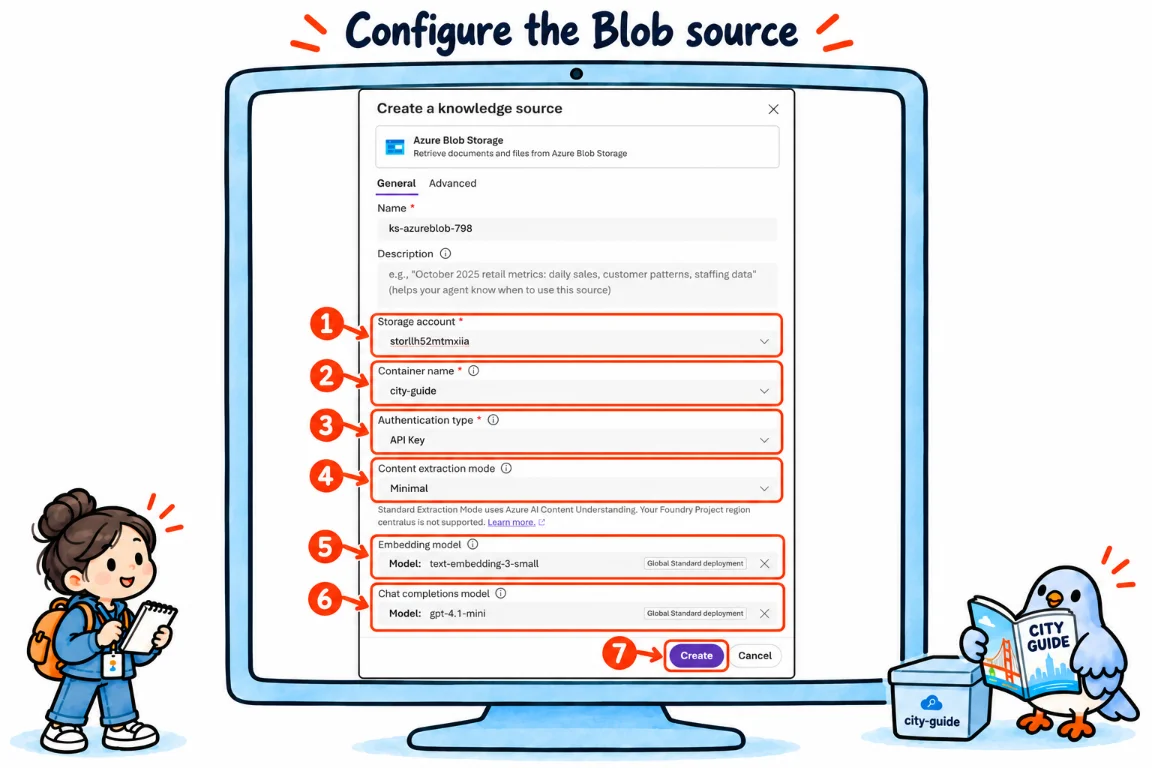 Configure the Blob source
Create a knowledge source
Azure Blob Storage
Retrieve documents and files from Azure Blob Storage
General Advanced
Name *
ks-azureblob-798
Description
e.g., "October 2025 retail metrics: daily sales, customer patterns, staffing data"
(helps your agent know when to use this source)
1
Storage account *
storllh52mtmxiia
2
Container name *
city-guide
3
Authentication type *
API Key
4
Content extraction mode
Minimal
Standard Extraction Mode uses Azure AI Content Understanding. Your Foundry Project region
centralus is not supported. Learn more.
5
Embedding model
Model: text-embedding-3-small Global Standard deployment
6
Chat completions model
Model: gpt-4.1-mini Global Standard deployment
7
Create Cancel
CITY
GUIDE
city-guide